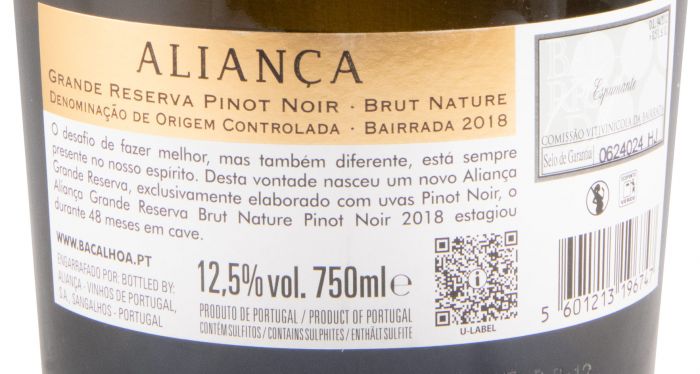 ALIANÇA
GRANDE RESERVA PINOT NOIR · BRUT NATURE
DENOMINAÇÃO DE ORIGEM CONTROLADA · BAIRRADA 2018
O desafio de fazer melhor, mas também diferente, está sempre
presente no nosso espírito. Desta vontade nasceu um novo Aliança
Grande Reserva, exclusivamente elaborado com uvas Pinot Noir, o
Aliança Grande Reserva Brut Nature Pinot Noir 2018 estagiou
durante 48 meses em cave.
WWW.BACALHOA.PT
ENGARRAFADO POR: BOTTLED BY:
ALIANÇA - VINHOS DE PORTUGAL,
S.A., SANGALHOS - PORTUGAL
12,5%vol. 750ml e
PRODUTO DE PORTUGAL / PRODUCT OF PORTUGAL
CONTÉM SULFITOS / CONTAINS SULPHITES / ENTHÄLT SULFITE
U-LABEL
Espumante
COMISSÃO VITIVINÍCOLA DA BAIRRADA
Selo de Garantia 0624024 HJ
5 601213 196747